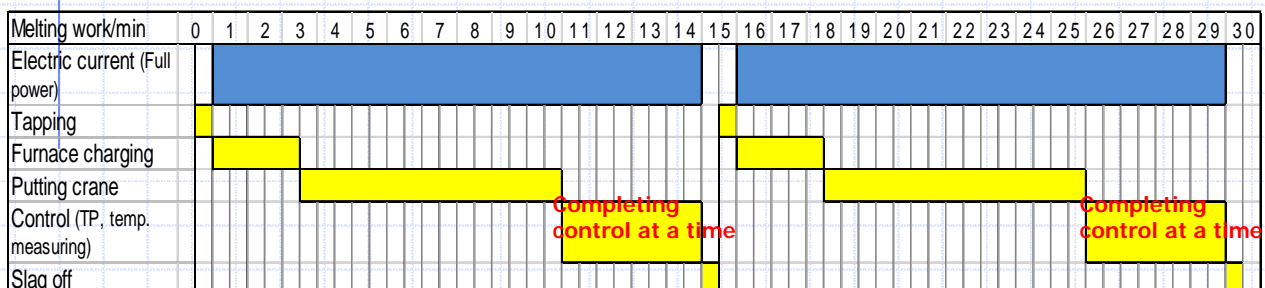 Melting work/min 0 1 2 3 4 5 6 7 8 9 10 11 12 13 14 15 16 17 18 19 20 21 22 23 24 25 26 27 28 29 30
Electric current (Full
power)
Tapping
Furnace charging
Putting crane
Control (TP, temp.
measuring)
Completing
control at a time
Completing
control at a time
Slag off